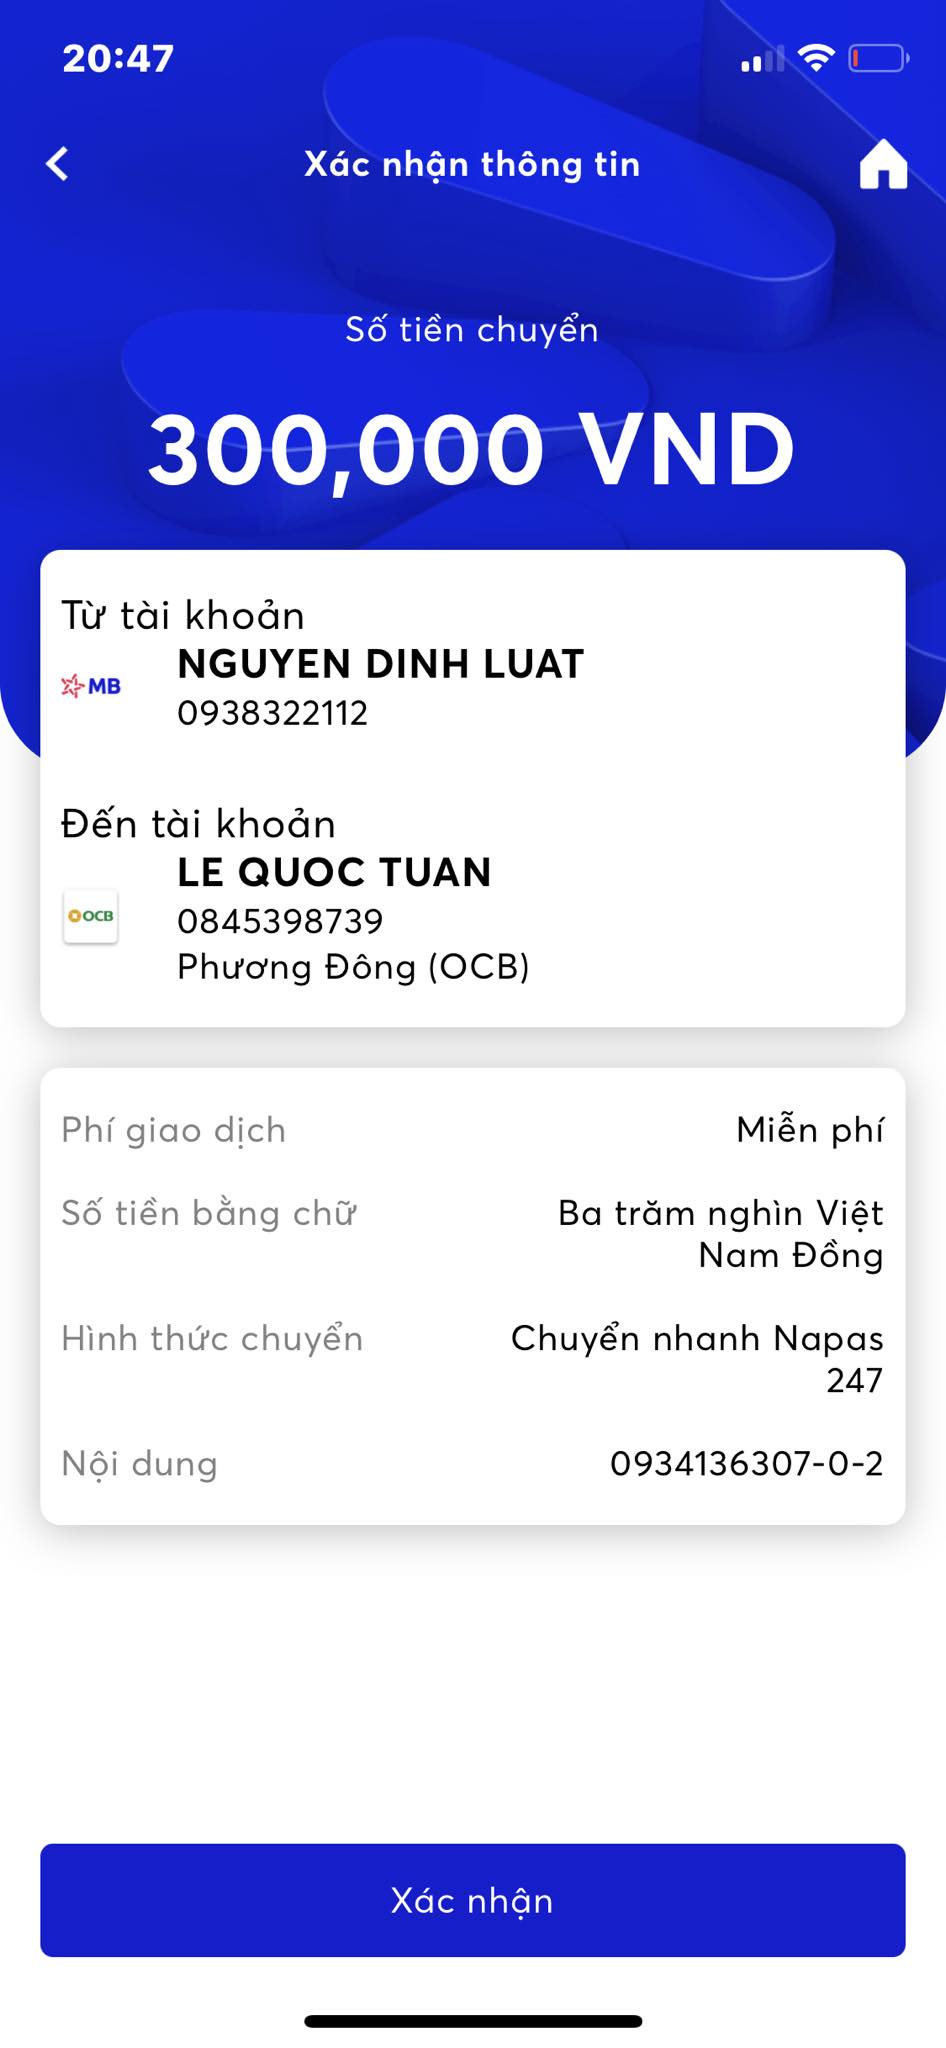 20:47
Xác nhận thông tin
Số tiền chuyển
300,000 VND
Từ tài khoản
MB
NGUYEN DINH LUAT
0938322112
Đến tài khoản
OCB
LE QUOC TUAN
0845398739
Phương Đông (OCB)
Phí giao dịch Miễn phí
Số tiền bằng chữ Ba trăm nghìn Việt
Nam Đồng
Hình thức chuyển Chuyển nhanh Napas
247
Nội dung 0934136307-0-2
Xác nhận